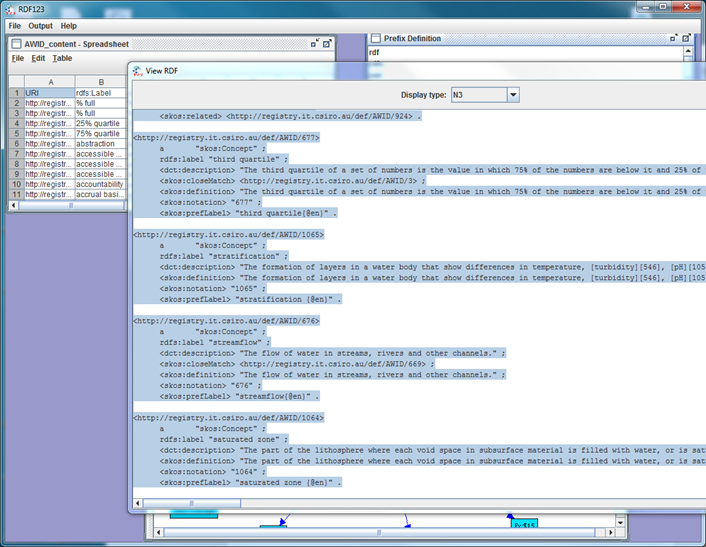 RDF123
File Output Help
AWID_content - Spreadsheet
Prefix Definition
File Edit Table
rdf
View RDF
Display type: N3
A B
1 URI rdfs:Label
2 http://registr... % full
3 http://registr... % full
4 http://registr... 25% quartile
5 http://registr... 75% quartile
6 http://registr... abstraction
7 http://registr... accessible ...
8 http://registr... accessible ...
9 http://registr... accessible ...
10 http://registr... accountability
11 http://registr... accrual basi...
<skos:related> <http://registry.it.csiro.au/def/AWID/924> .
<http://registry.it.csiro.au/def/AWID/677>
a "skos:Concept" ;
rdfs:label "third quartile" ;
<dct:description> "The third quartile of a set of numbers is the value in which 75% of the numbers are below it and 25% of
<skos:closeMatch> <http://registry.it.csiro.au/def/AWID/3> ;
<skos:definition> "The third quartile of a set of numbers is the value in which 75% of the numbers are below it and 25% of
<skos:notation> "677" ;
<skos:prefLabel> "third quartile{@en}" .
<http://registry.it.csiro.au/def/AWID/1065>
a "skos:Concept" ;
rdfs:label "stratification" ;
<dct:description> "The formation of layers in a water body that show differences in temperature, [turbidity][546], [pH][105
<skos:definition> "The formation of layers in a water body that show differences in temperature, [turbidity][546], [pH][105
<skos:notation> "1065" ;
<skos:prefLabel> "stratification {@en}" .
<http://registry.it.csiro.au/def/AWID/676>
a "skos:Concept" ;
rdfs:label "streamflow" ;
<dct:description> "The flow of water in streams, rivers and other channels." ;
<skos:closeMatch> <http://registry.it.csiro.au/def/AWID/669> ;
<skos:definition> "The flow of water in streams, rivers and other channels." ;
<skos:notation> "676" ;
<skos:prefLabel> "streamflow{@en}" .
<http://registry.it.csiro.au/def/AWID/1064>
a "skos:Concept" ;
rdfs:label "saturated zone" ;
<dct:description> "The part of the lithosphere where each void space in subsurface material is filled with water, or is sat
<skos:definition> "The part of the lithosphere where each void space in subsurface material is filled with water, or is sat
<skos:notation> "1064" ;
<skos:prefLabel> "saturated zone {@en}" .